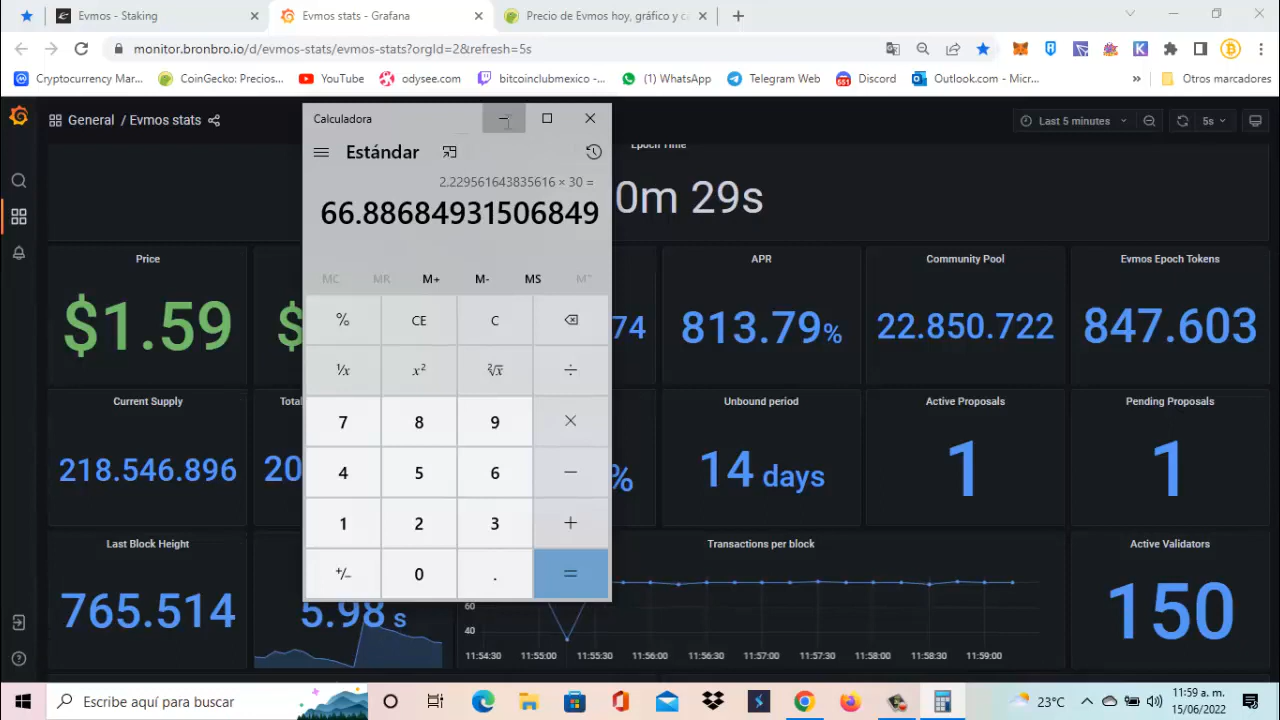 Evmos - Staking
Evmos stats - Grafana
Precio de Evmos hoy, gráfico y c
monitor.bronbro.io/d/evmos-stats/evmos-stats?orgId=2&refresh=5s
Cryptocurrency Mar...
CoinGecko: Precios...
YouTube
odysee.com
bitcoinclubmexico -...
(1) WhatsApp
Telegram Web
Discord
Outlook.com - Micr...
»
Otros marcadores
General / Evmos stats
Last 5 minutes
5s
Calculadora
Estándar
2.229561643835616 × 30 =
66.88684931506849
MC MR M+ M- MS M˅
% CE C
¹/x x² ²√x ÷
7 8 9 ×
4 5 6 −
1 2 3 +
+/− 0 . =
Epoch Time
0m 29s
Price
$1.59
$
74
APR
813.79%
Community Pool
22.850.722
Evmos Epoch Tokens
847.603
Current Supply
218.546.896
Total
20
%
Unbound period
14 days
Active Proposals
1
Pending Proposals
1
Last Block Height
765.514
5.98 s
Transactions per block
60
40
11:54:30 11:55:00 11:55:30 11:56:00 11:56:30 11:57:00 11:57:30 11:58:00 11:58:30 11:59:00
Active Validators
150
Escribe aquí para buscar
23°C
11:59 a. m.
15/06/2022